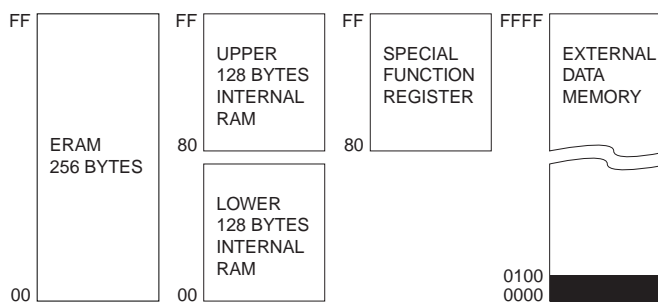 FF
ERAM
256 BYTES
00
FF
UPPER
128 BYTES
INTERNAL
RAM
80
LOWER
128 BYTES
INTERNAL
RAM
00
FF
SPECIAL
FUNCTION
REGISTER
80
FFFF
EXTERNAL
DATA
MEMORY
0100
0000